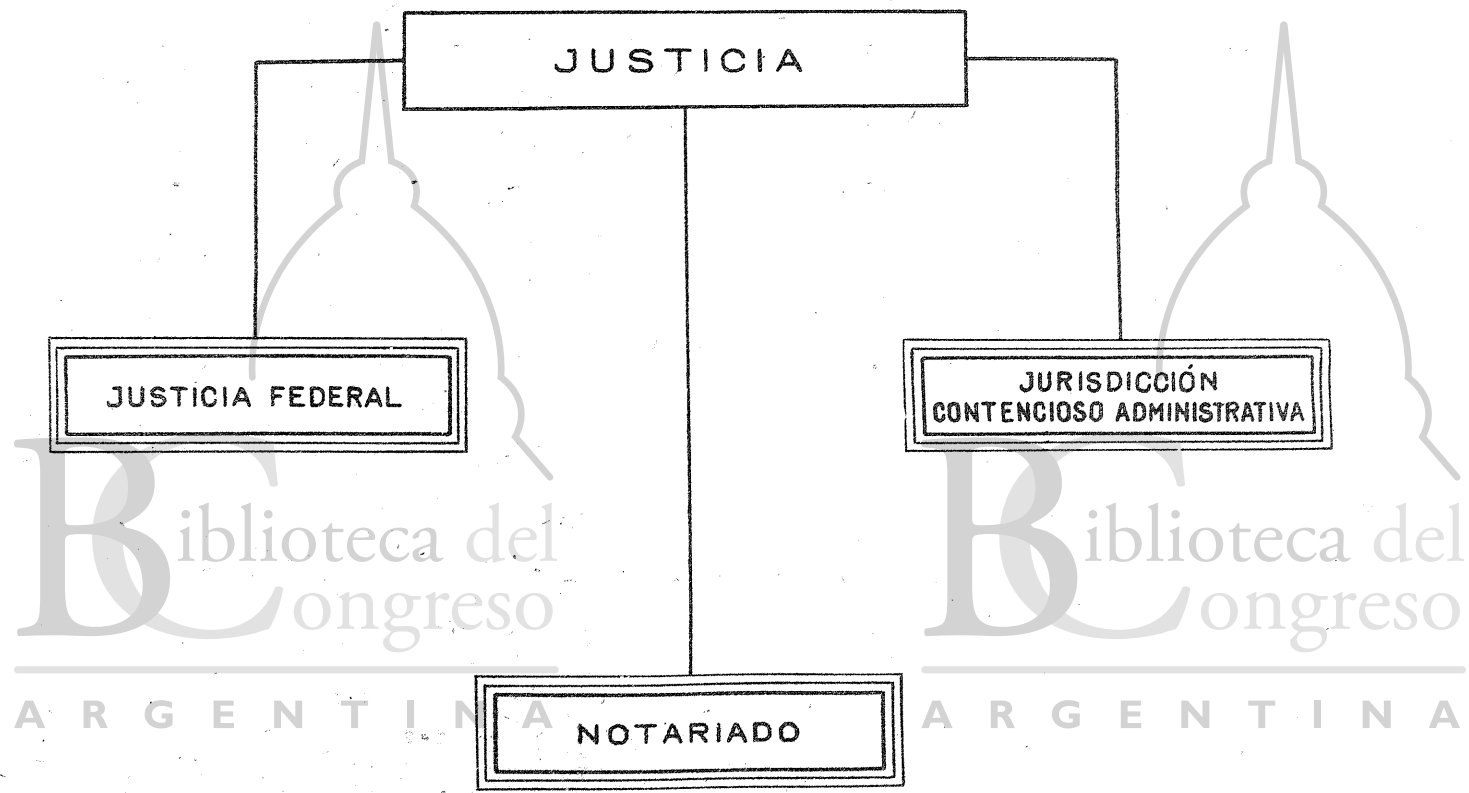 JUSTICIA
JUSTICIA FEDERAL
JURISDICCIÓN
CONTENCIOSO ADMINISTRATIVA
Biblioteca del
Congreso
ARGENTINA
Biblioteca del
Congreso
ARGENTINA
NOTARIADO